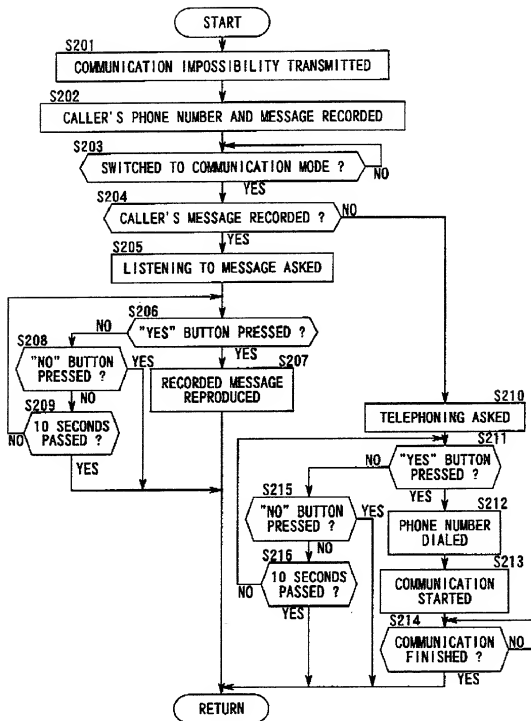 START
S201
COMMUNICATION IMPOSSIBILITY TRANSMITTED
S202
CALLER'S PHONE NUMBER AND MESSAGE RECORDED
S203
SWITCHED TO COMMUNICATION MODE ?
NO
YES
S204
CALLER'S MESSAGE RECORDED ?
NO
YES
S205
LISTENING TO MESSAGE ASKED
S206
"YES" BUTTON PRESSED ?
NO
YES
S207
RECORDED MESSAGE
REPRODUCED
S208
"NO" BUTTON
PRESSED ?
YES
NO
S209
10 SECONDS
PASSED ?
NO
YES
S210
TELEPHONING ASKED
S211
"YES" BUTTON
PRESSED ?
NO
YES
S212
PHONE NUMBER
DIALED
S213
COMMUNICATION
STARTED
S214
COMMUNICATION
FINISHED ?
NO
YES
S215
"NO" BUTTON
PRESSED ?
YES
NO
S216
10 SECONDS
PASSED ?
NO
YES
RETURN